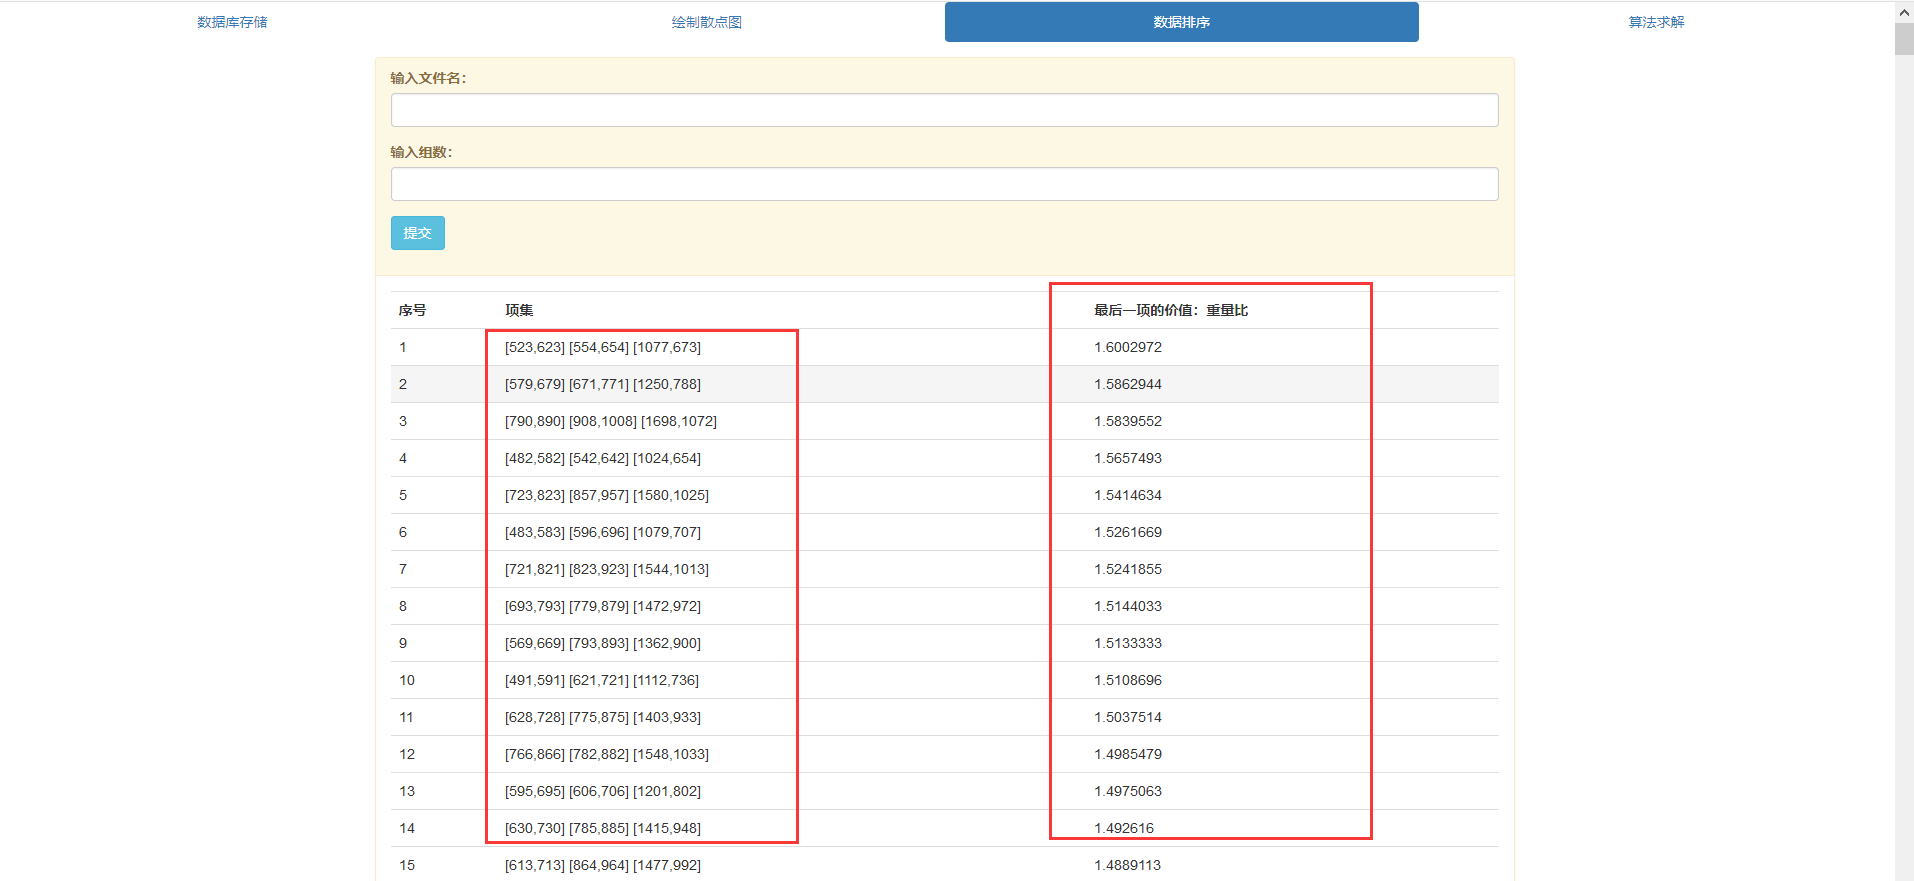 数据库存储 绘制散点图 数据排序 算法求解
输入文件名：
输入组数：
提交
序号 项集 最后一项的价值：重量比
1 [523,623] [554,654] [1077,673] 1.6002972
2 [579,679] [671,771] [1250,788] 1.5862944
3 [790,890] [908,1008] [1698,1072] 1.5839552
4 [482,582] [542,642] [1024,654] 1.5657493
5 [723,823] [857,957] [1580,1025] 1.5414634
6 [483,583] [596,696] [1079,707] 1.5261669
7 [721,821] [823,923] [1544,1013] 1.5241855
8 [693,793] [779,879] [1472,972] 1.5144033
9 [569,669] [793,893] [1362,900] 1.5133333
10 [491,591] [621,721] [1112,736] 1.5108696
11 [628,728] [775,875] [1403,933] 1.5037514
12 [766,866] [782,882] [1548,1033] 1.4985479
13 [595,695] [606,706] [1201,802] 1.4975063
14 [630,730] [785,885] [1415,948] 1.492616
15 [613,713] [864,964] [1477,992] 1.4889113